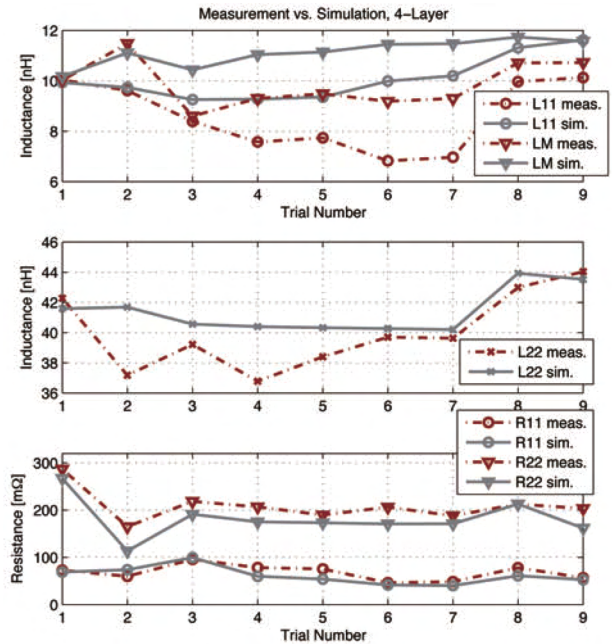 Measurement vs. Simulation, 4-Layer
Inductance [nH]
12
10
8
6
L11 meas.
L11 sim.
LM meas.
LM sim.
1 2 3 4 5 6 7 8 9
Trial Number
Inductance [nH]
46
44
42
40
38
36
L22 meas.
L22 sim.
1 2 3 4 5 6 7 8 9
R11 meas.
R11 sim.
R22 meas.
R22 sim.
Resistance [mΩ]
300
200
100
0
1 2 3 4 5 6 7 8 9
Trial Number